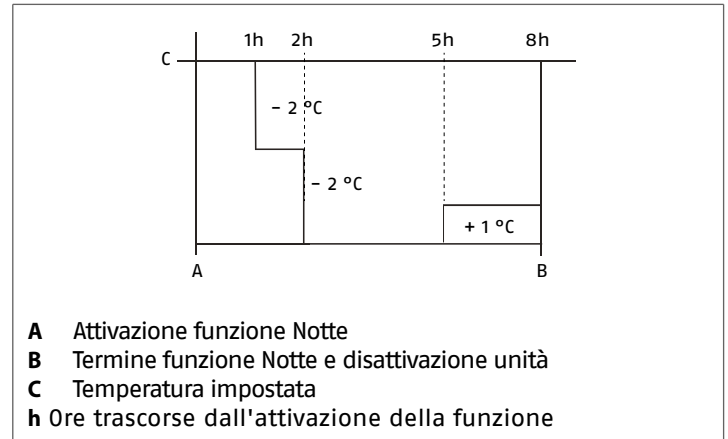 1h 2h 5h 8h
C
– 2 °C
– 2 °C
+ 1 °C
A B
A Attivazione funzione Notte
B Termine funzione Notte e disattivazione unità
C Temperatura impostata
h Ore trascorse dall'attivazione della funzione